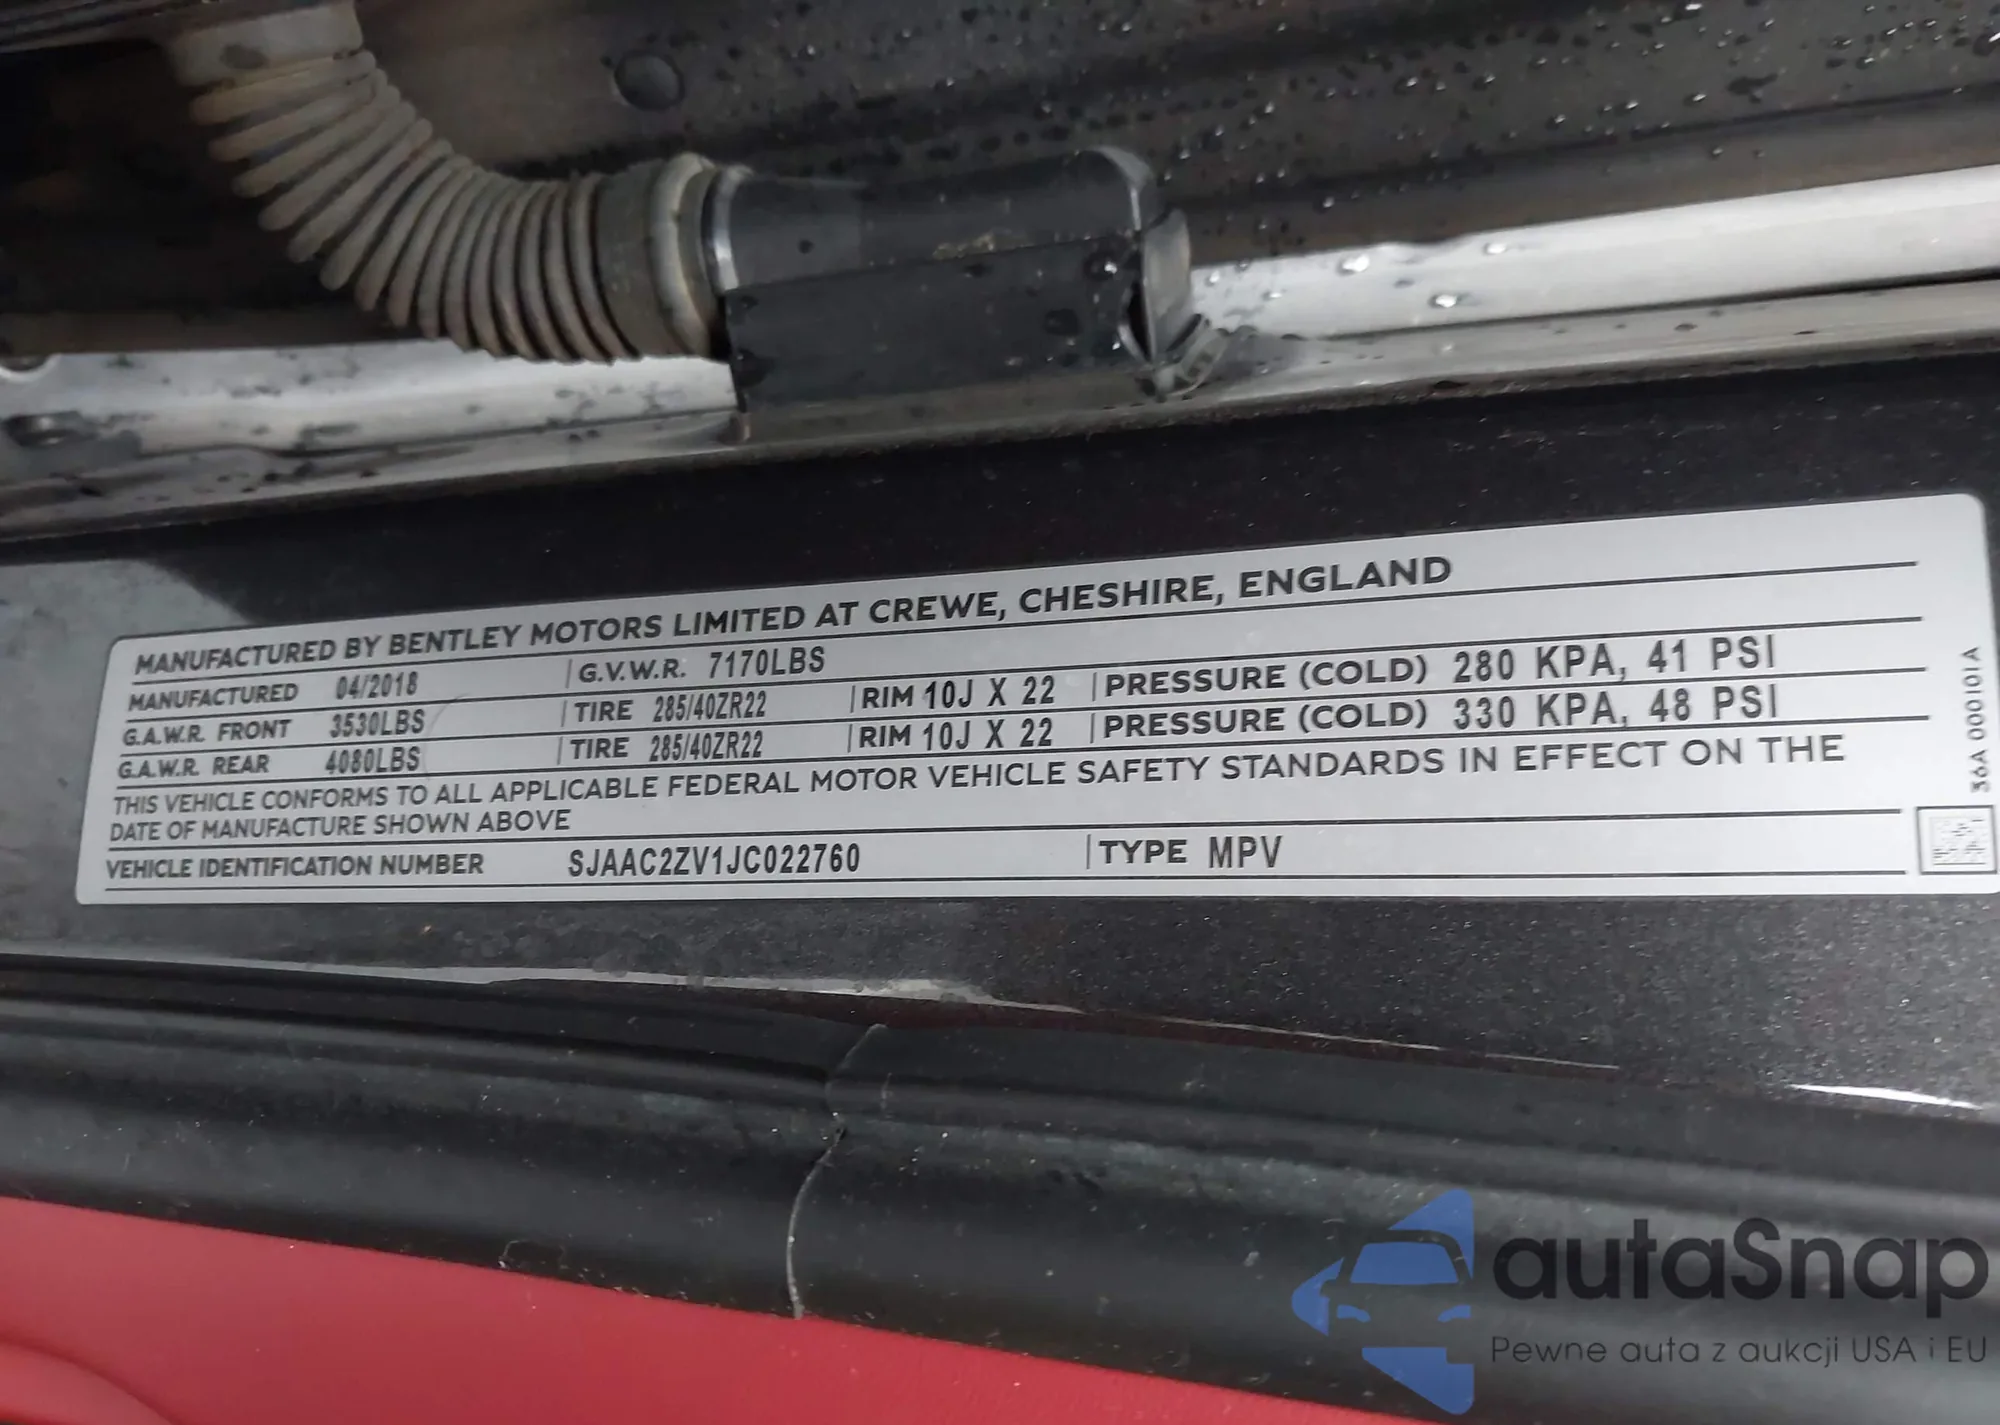 MANUFACTURED BY BENTLEY MOTORS LIMITED AT CREWE, CHESHIRE, ENGLAND
MANUFACTURED 04/2018 G.V.W.R. 7170LBS
G.A.W.R. FRONT 3530LBS TIRE 285/40ZR22 RIM 10J X 22 PRESSURE (COLD) 280 KPA, 41 PSI
G.A.W.R. REAR 4080LBS TIRE 285/40ZR22 RIM 10J X 22 PRESSURE (COLD) 330 KPA, 48 PSI
THIS VEHICLE CONFORMS TO ALL APPLICABLE FEDERAL MOTOR VEHICLE SAFETY STANDARDS IN EFFECT ON THE
DATE OF MANUFACTURE SHOWN ABOVE
VEHICLE IDENTIFICATION NUMBER SJAAC2ZV1JC022760 TYPE MPV
36A 000101A
autaSnap
Pewne auta z aukcji USA i EU